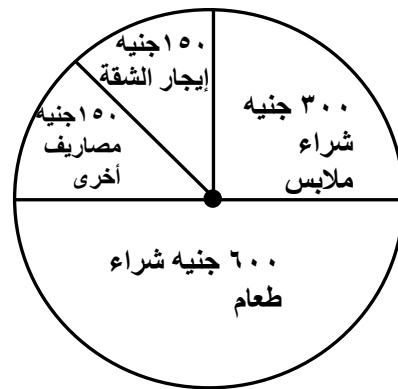 ١٥٠جنيه
إيجار الشقة
٣٠٠ جنيه
شراء
ملابس
١٥٠جنيه
مصاريف
أخرى
٦٠٠ جنيه شراء
طعام